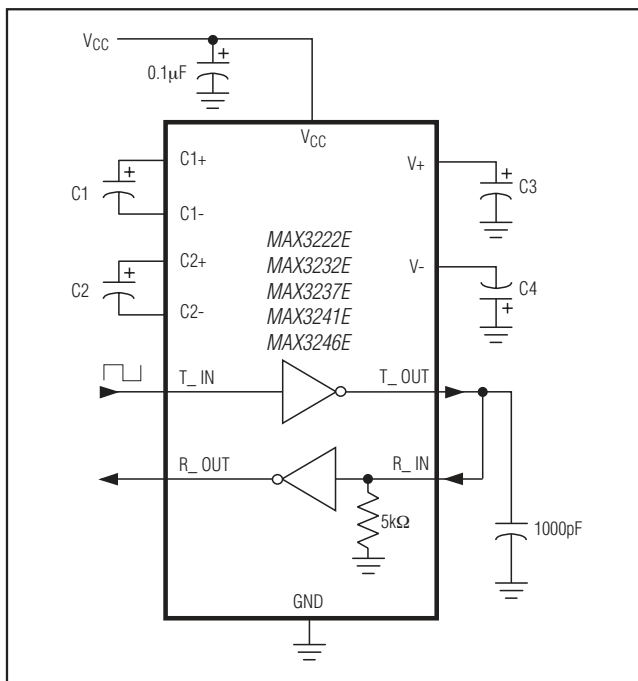 VCC
0.1μF
VCC
C1+
V+
C1
C3
C1-
C2+
V-
C2
C4
C2-
MAX3222E
MAX3232E
MAX3237E
MAX3241E
MAX3246E
T_ IN
T_ OUT
R_ OUT
R_ IN
5kΩ
1000pF
GND